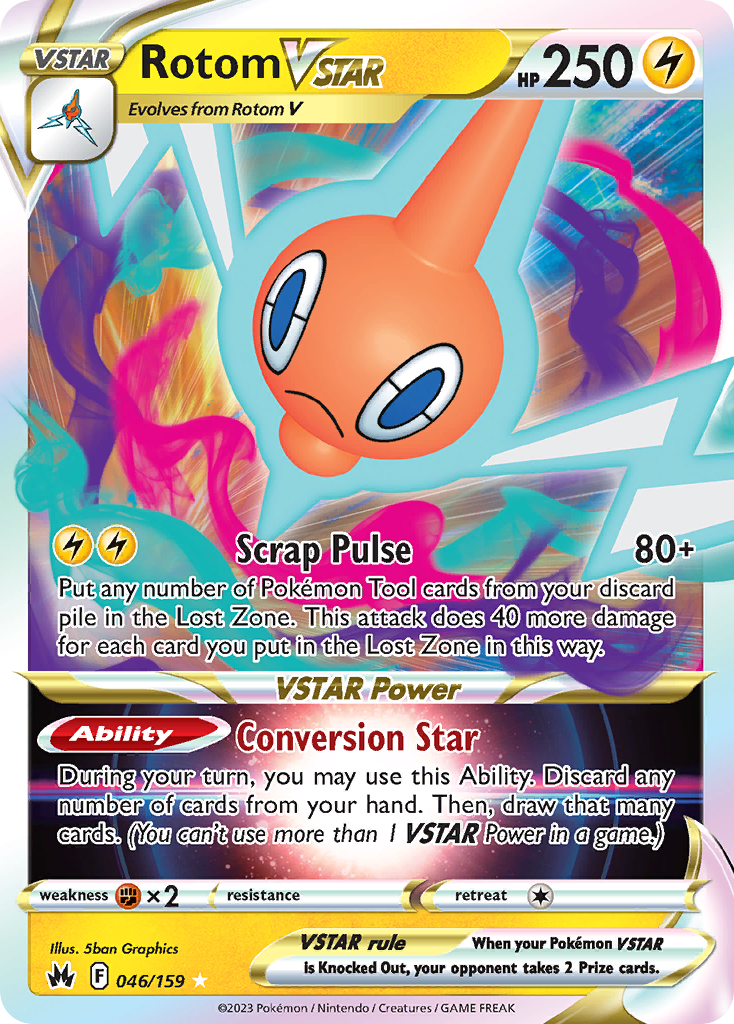 VSTAR
Rotom VSTAR
HP 250
Evolves from Rotom V
Scrap Pulse 80+
Put any number of Pokémon Tool cards from your discard
pile in the Lost Zone. This attack does 40 more damage
for each card you put in the Lost Zone in this way.
VSTAR Power
Ability Conversion Star
During your turn, you may use this Ability. Discard any
number of cards from your hand. Then, draw that many
cards. (You can't use more than 1 VSTAR Power in a game.)
weakness ×2 resistance retreat
Illus. 5ban Graphics
VSTAR rule When your Pokémon VSTAR
is Knocked Out, your opponent takes 2 Prize cards.
F 046/159 ★
©2023 Pokémon / Nintendo / Creatures / GAME FREAK